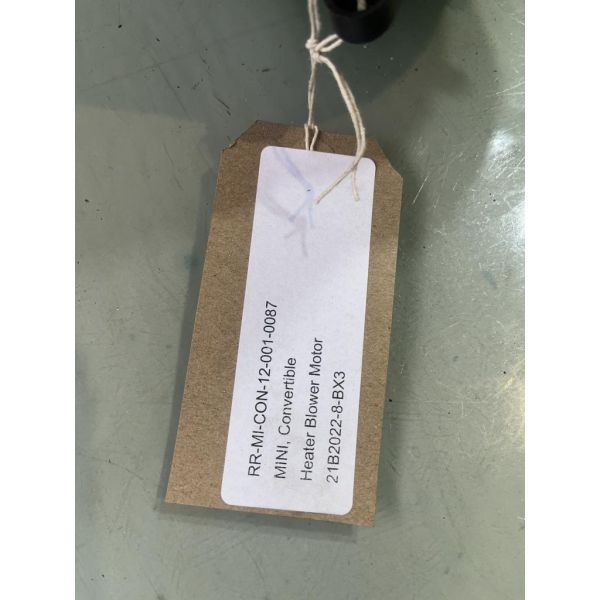 RR-MI-CON-12-001-0087
MINI, Convertible
Heater Blower Motor
21B2022-8-BX3